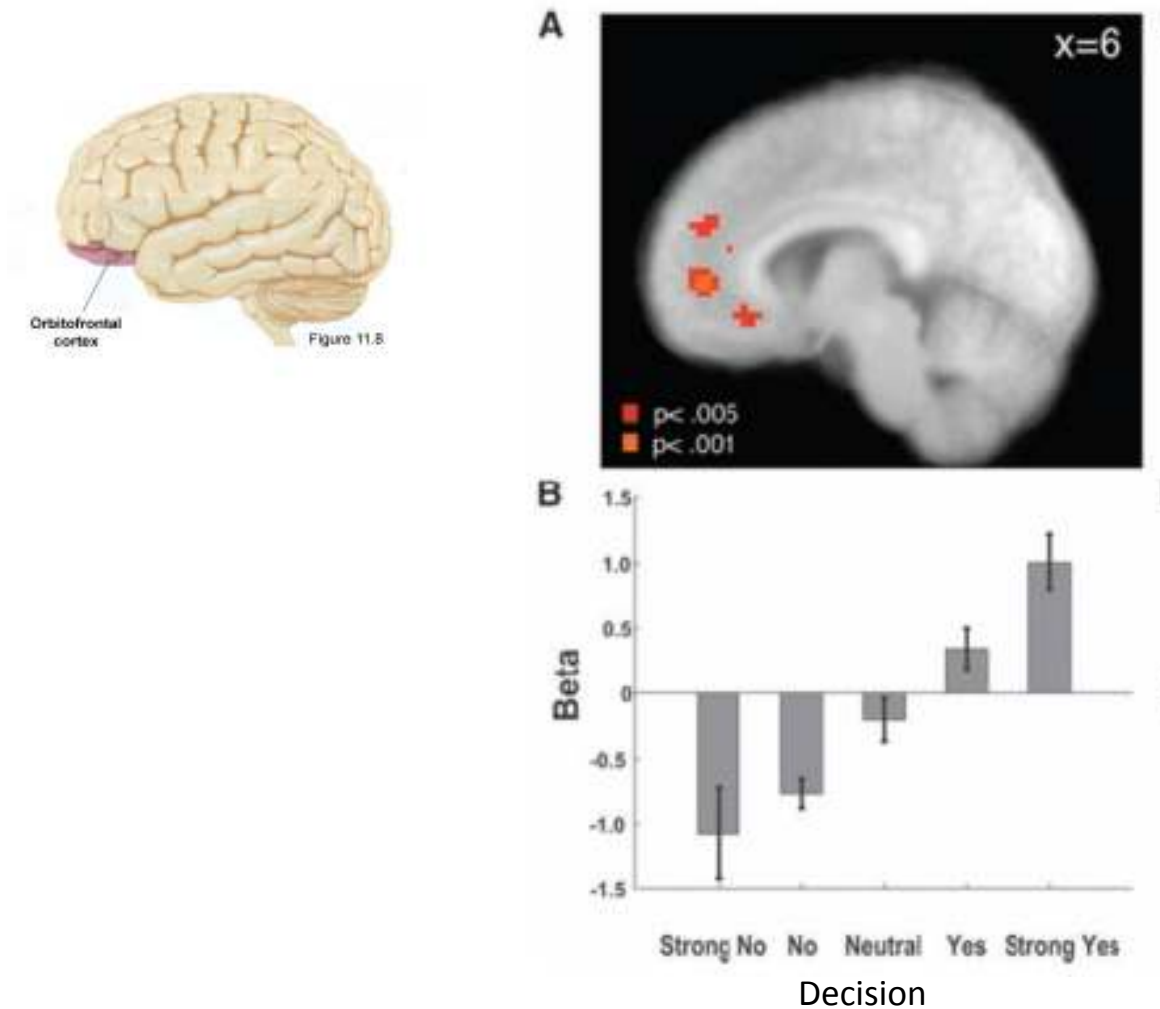 Orbitofrontal
cortex
Figure 11.8
A
x=6
p< .005
p< .001
B
1.5
1.0
0.5
0
-0.5
-1.0
-1.5
Beta
Strong No No Neutral Yes Strong Yes
Decision